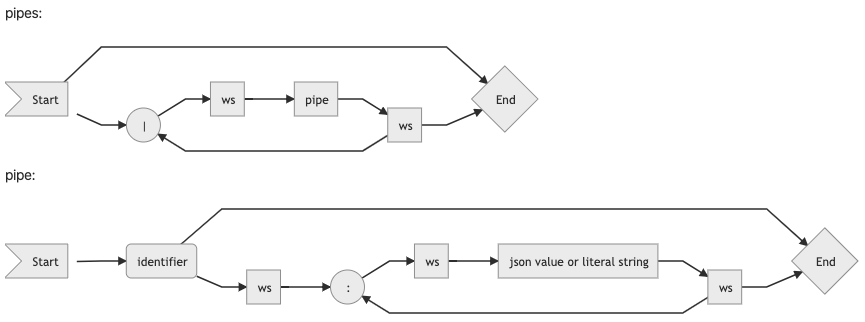 pipes:
Start
|
ws
pipe
ws
End
pipe:
Start
identifier
ws
:
ws
json value or literal string
ws
End